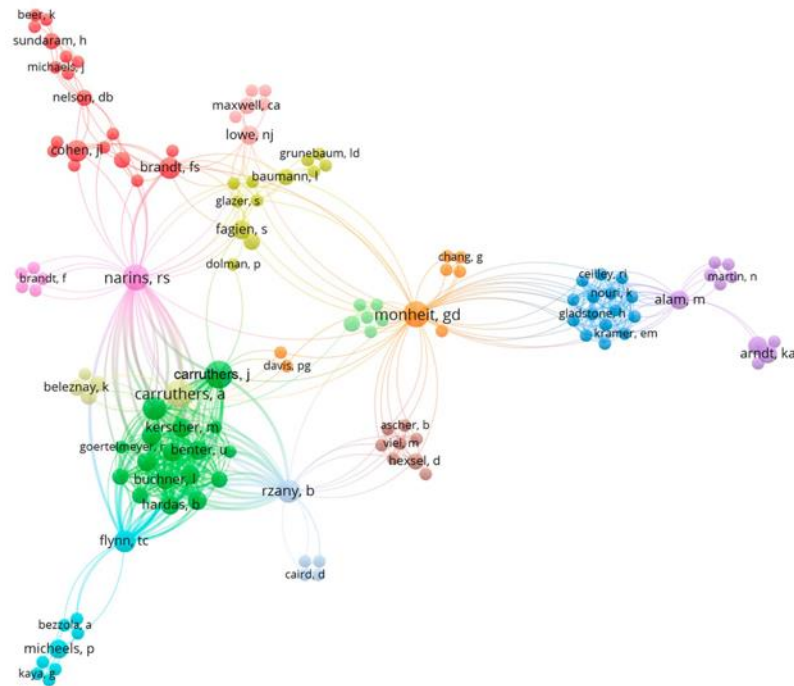 beer, k
sundaram, h
michaels, j
nelson, db
maxwell, ca
lowe, nj
cohen, jl
brandt, fs
grunebaum, ld
baumann, l
glazer, s
fagien, s
dolman, p
brandt, f
narins, rs
chang, g
monheit, gd
ceilley, ri
nouri, k
gladstone, h
kramer, em
alam, m
martin, n
arndt, ka
davis, pg
carruthers, j
beleznay, k
carruthers, a
kerscher, m
goertelmeyer, r
benter, u
buchner, l
hardas, b
ascher, b
viel, m
hexsel, d
rzany, b
flynn, tc
caird, d
bezzola, a
micheels, p
kaya, g